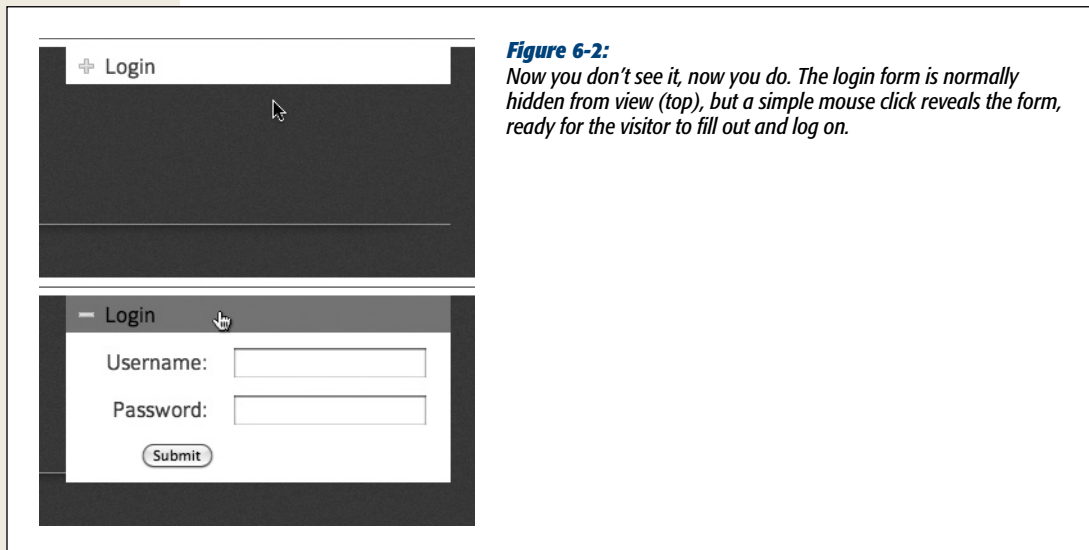 Login
Login
Username:
Password:
Submit
Figure 6-2:
Now you don't see it, now you do. The login form is normally
hidden from view (top), but a simple mouse click reveals the form,
ready for the visitor to fill out and log on.